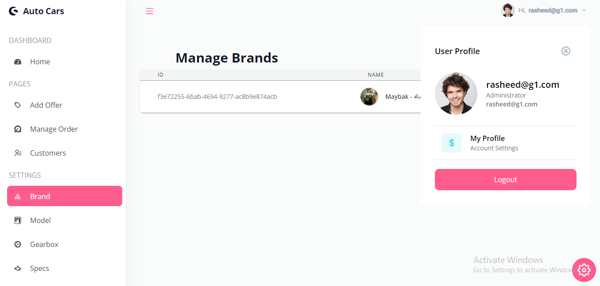 Auto Cars
Hi, rasheed@g1.com
DASHBOARD
Home
PAGES
Add Offer
Manage Order
Customers
SETTINGS
Brand
Model
Gearbox
Specs
Manage Brands
ID
NAME
f3e72255-6bab-4694-9277-ac8b9e874acb
Maybak -
User Profile
rasheed@g1.com
Administrator
rasheed@g1.com
$
My Profile
Account Settings
Logout
Activate Windows
Go to Settings to activate Windows